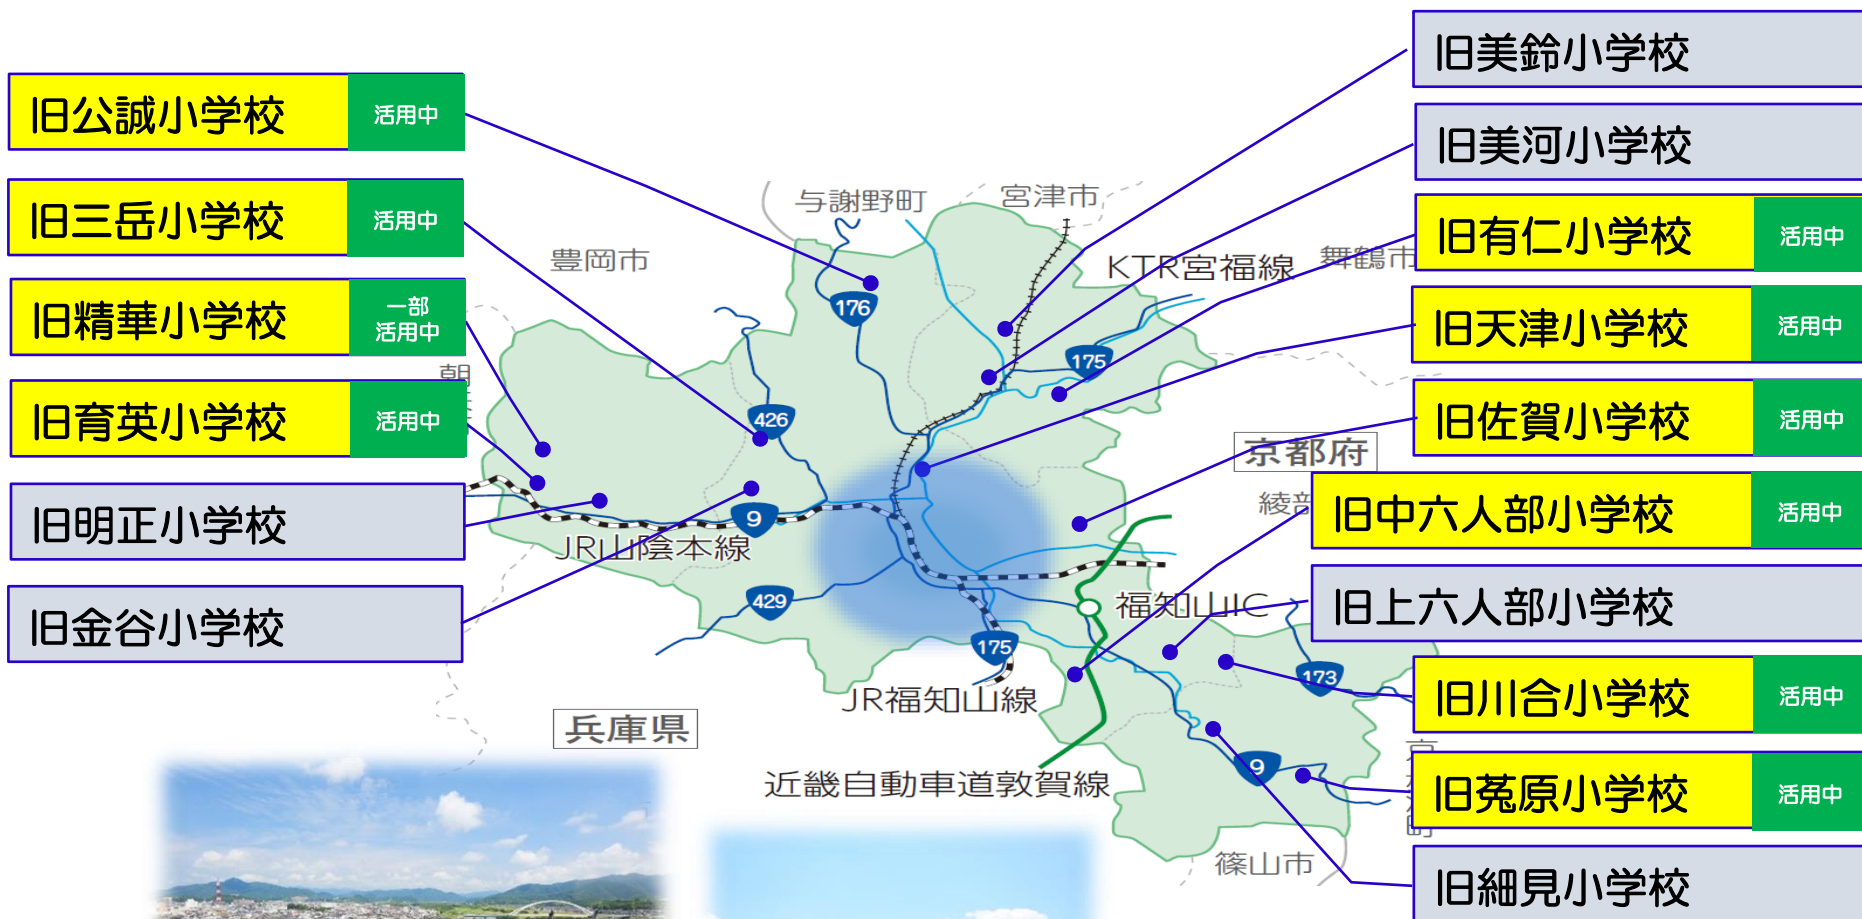 旧公誠小学校 活用中
旧三岳小学校 活用中
旧精華小学校 一部
活用中
旧育英小学校 活用中
旧明正小学校
旧金谷小学校
旧美鈴小学校
旧美河小学校
旧有仁小学校 活用中
旧天津小学校 活用中
旧佐賀小学校 活用中
旧中六人部小学校 活用中
旧上六人部小学校
旧川合小学校 活用中
旧菟原小学校 活用中
旧細見小学校
与謝野町
宮津市
豊岡市
KTR宮福線
舞鶴市
176
175
朝
426
京都府
綾部
9
JR山陰本線
429
福知山IC
175
173
JR福知山線
兵庫県
9
近畿自動車道敦賀線
京
町
篠山市